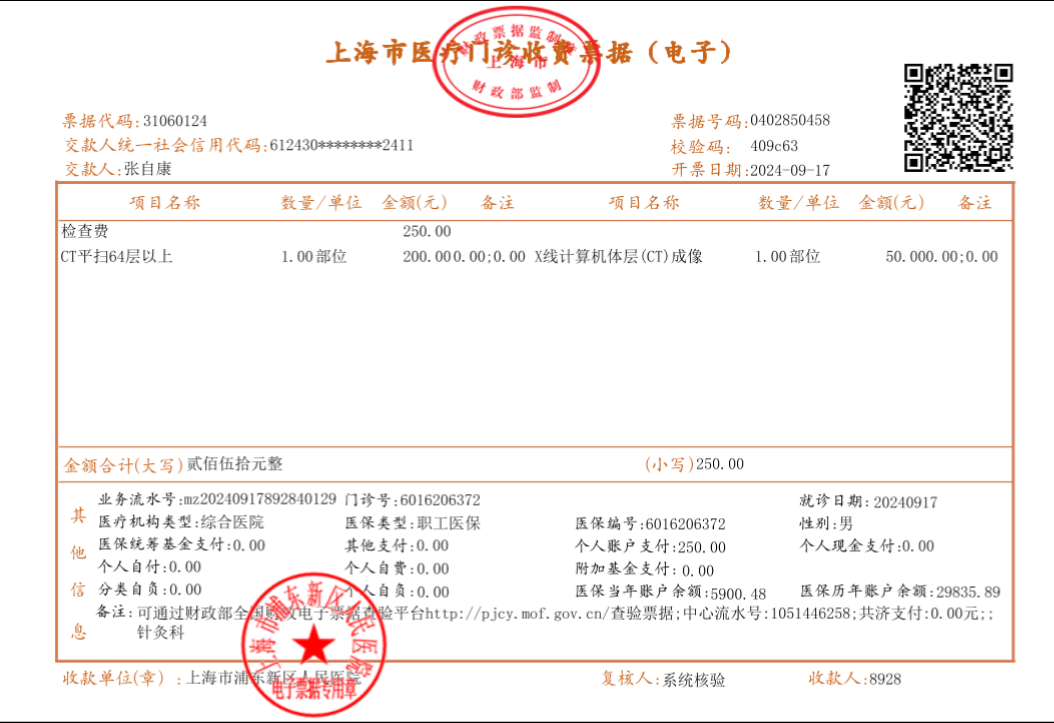 上海市医疗门诊收费票据（电子）
财政票据监制章
上海市
财政部监制
票据代码:31060124
票据号码:0402850458
交款人统一社会信用代码:612430********2411
校验码: 409c63
交款人:张自康
开票日期:2024-09-17
项目名称 数量/单位 金额(元) 备注 项目名称 数量/单位 金额(元) 备注
检查费 250.00
CT平扫64层以上 1.00部位 200.000.00;0.00 X线计算机体层(CT)成像 1.00部位 50.000.00;0.00
金额合计(大写)贰佰伍拾元整 (小写)250.00
其他信息
业务流水号:mz20240917892840129 门诊号:6016206372 就诊日期: 20240917
医疗机构类型:综合医院 医保类型:职工医保 医保编号:6016206372 性别:男
医保统筹基金支付:0.00 其他支付:0.00 个人账户支付:250.00 个人现金支付:0.00
个人自付:0.00 个人自费:0.00 附加基金支付: 0.00
分类自负:0.00 个人自负:0.00 医保当年账户余额:5900.48 医保历年账户余额:29835.89
备注: 可通过财政部全国财政电子票据查验平台http://pjcy.mof.gov.cn/查验票据;中心流水号:1051446258;共济支付:0.00元;;
针灸科
上海市浦东新区人民医院
电子票据专用章
收款单位(章) :上海市浦东新区人民医院 复核人:系统核验 收款人:8928